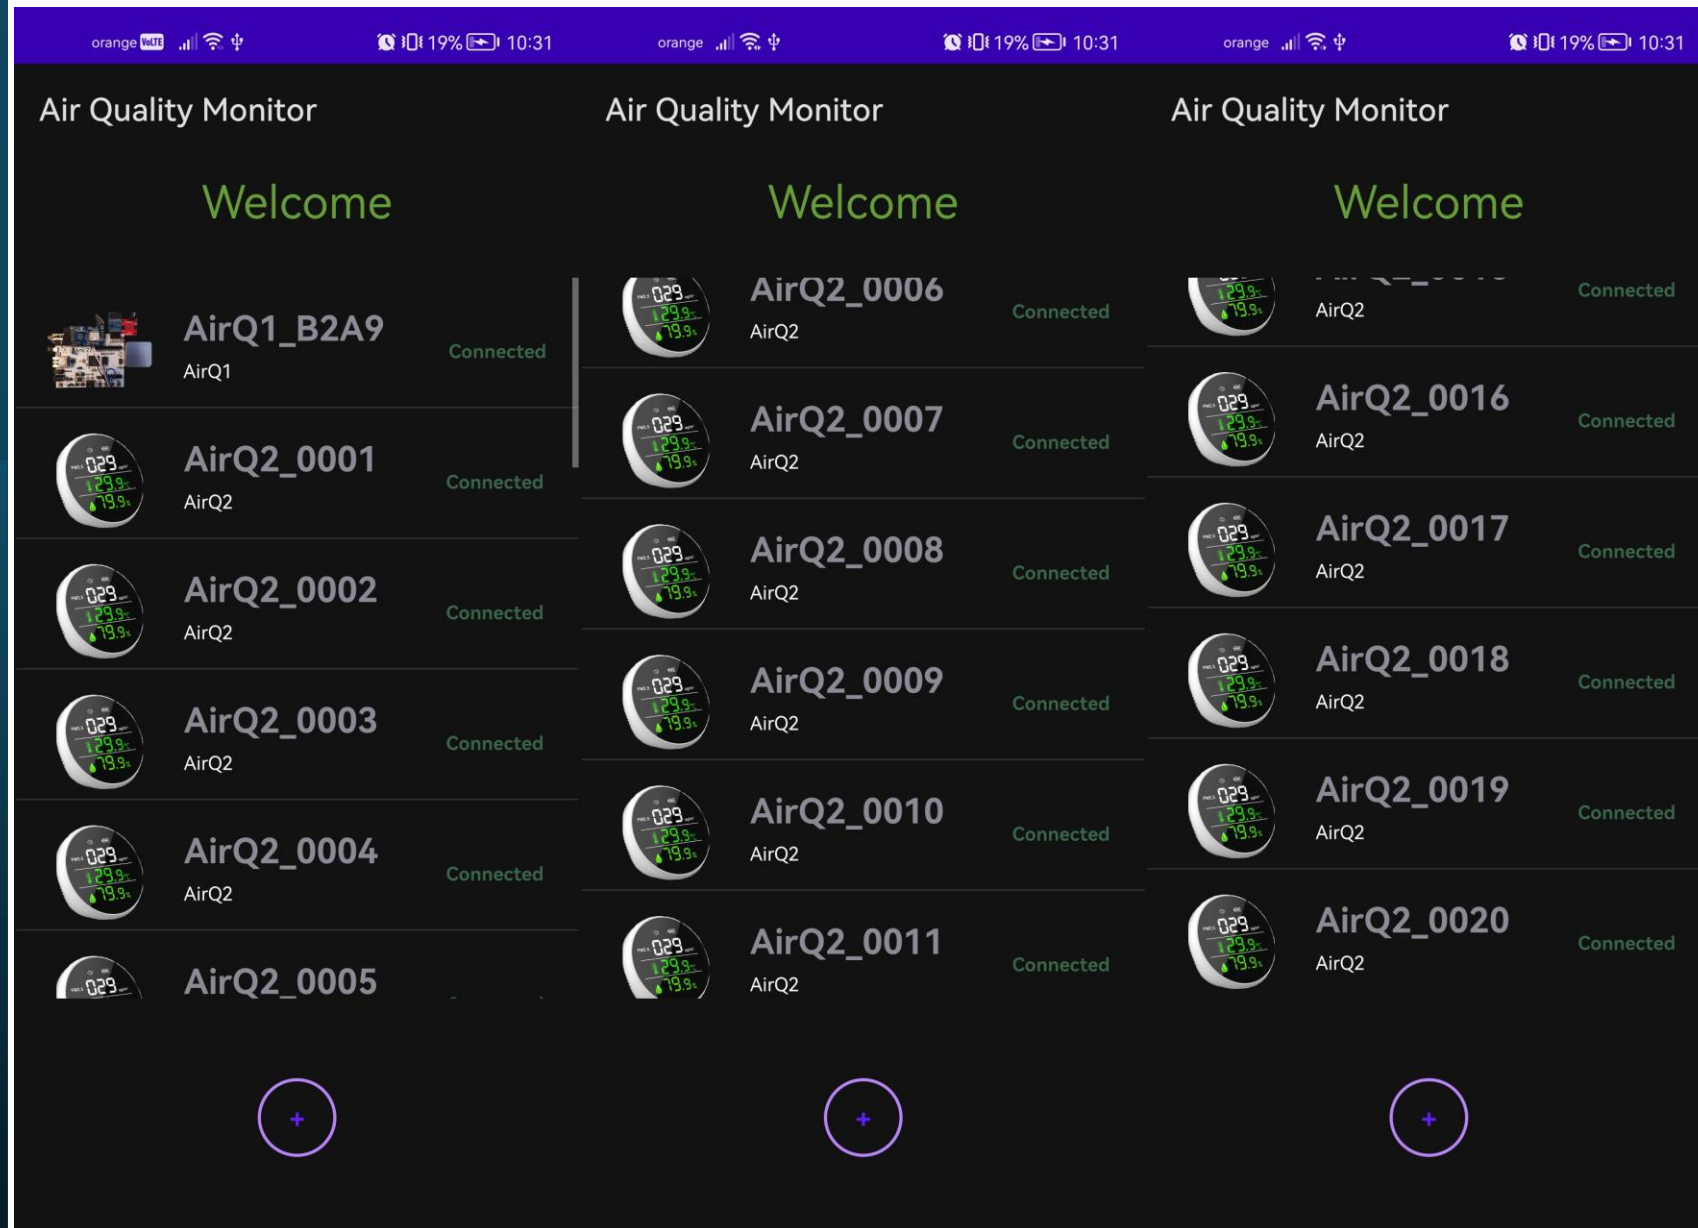 orange VoLTE 19% 10:31
Air Quality Monitor
Welcome
AirQ1_B2A9
AirQ1
Connected
AirQ2_0001
AirQ2
Connected
AirQ2_0002
AirQ2
Connected
AirQ2_0003
AirQ2
Connected
AirQ2_0004
AirQ2
Connected
AirQ2_0005
+
orange 19% 10:31
Air Quality Monitor
Welcome
AirQ2_0006
AirQ2
Connected
AirQ2_0007
AirQ2
Connected
AirQ2_0008
AirQ2
Connected
AirQ2_0009
AirQ2
Connected
AirQ2_0010
AirQ2
Connected
AirQ2_0011
AirQ2
Connected
+
orange 19% 10:31
Air Quality Monitor
Welcome
AirQ2
Connected
AirQ2_0016
AirQ2
Connected
AirQ2_0017
AirQ2
Connected
AirQ2_0018
AirQ2
Connected
AirQ2_0019
AirQ2
Connected
AirQ2_0020
AirQ2
Connected
+